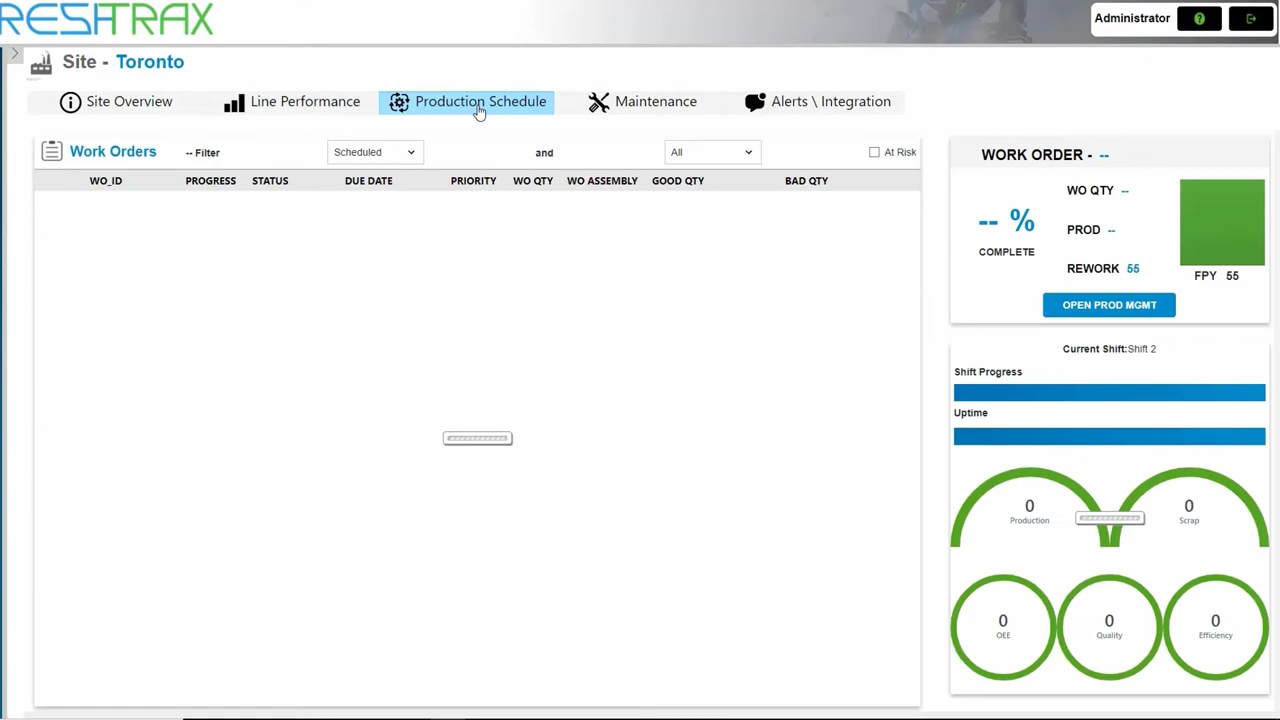 RESITRAX
Administrator
Site - Toronto
Site Overview
Line Performance
Production Schedule
Maintenance
Alerts \ Integration
Work Orders
-- Filter
Scheduled
and
All
At Risk
WO_ID PROGRESS STATUS DUE DATE PRIORITY WO QTY WO ASSEMBLY GOOD QTY BAD QTY
WORK ORDER - --
-- %
COMPLETE
WO QTY --
PROD --
REWORK 55
FPY 55
OPEN PROD MGMT
Current Shift:Shift 2
Shift Progress
Uptime
0
Production
0
Scrap
0
OEE
0
Quality
0
Efficiency